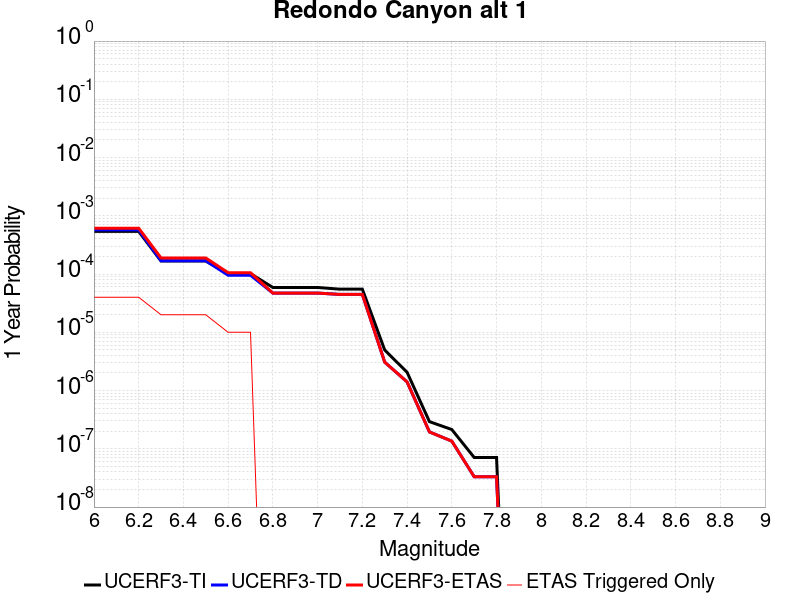 Redondo Canyon alt 1
10^0
10^-1
10^-2
10^-3
10^-4
10^-5
10^-6
10^-7
10^-8
1 Year Probability
6 6.2 6.4 6.6 6.8 7 7.2 7.4 7.6 7.8 8 8.2 8.4 8.6 8.8 9
Magnitude
UCERF3-TI UCERF3-TD UCERF3-ETAS ETAS Triggered Only